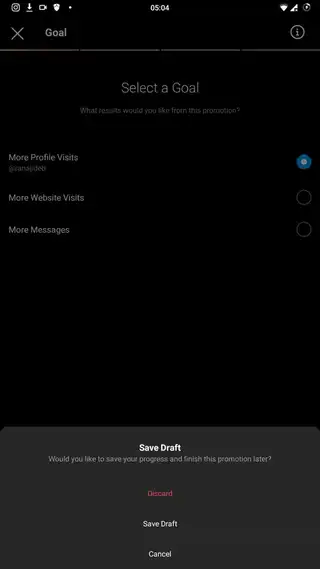 05:04
Goal
Select a Goal
What results would you like from this promotion?
More Profile Visits
@zanajideb
More Website Visits
More Messages
Save Draft
Would you like to save your progress and finish this promotion later?
Discard
Save Draft
Cancel